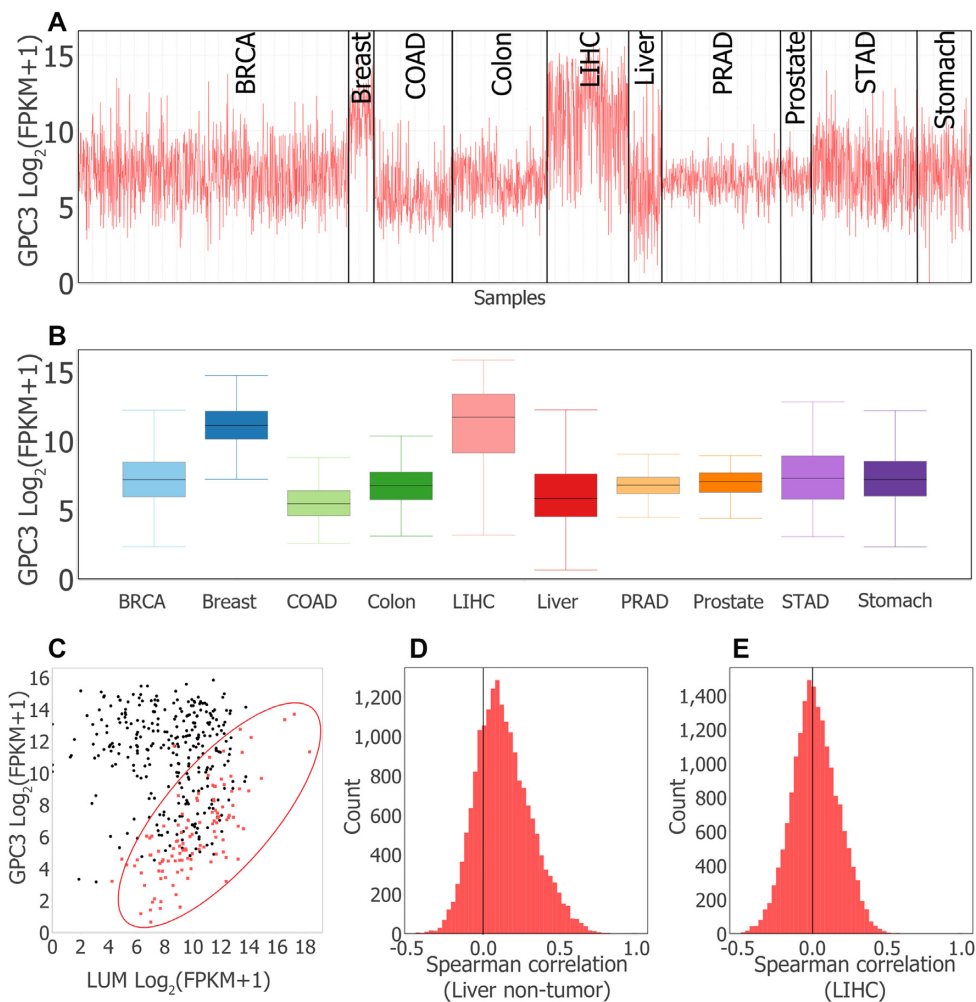 A
GPC3 Log2(FPKM+1)
15
10
5
0
BRCA
Breast
COAD
Colon
LIHC
Liver
PRAD
Prostate
STAD
Stomach
Samples
B
GPC3 Log2(FPKM+1)
15
10
5
0
BRCA Breast COAD Colon LIHC Liver PRAD Prostate STAD Stomach
C
GPC3 Log2(FPKM+1)
16
14
12
10
8
6
4
2
0
0 2 4 6 8 10 12 14 16 18
LUM Log2(FPKM+1)
D
Count
1,200
1,000
800
600
400
200
0
-0.5 0.0 0.5 1.0
Spearman correlation
(Liver non-tumor)
E
Count
1,400
1,200
1,000
800
600
400
200
0
-0.5 0.0 0.5 1.0
Spearman correlation
(LIHC)